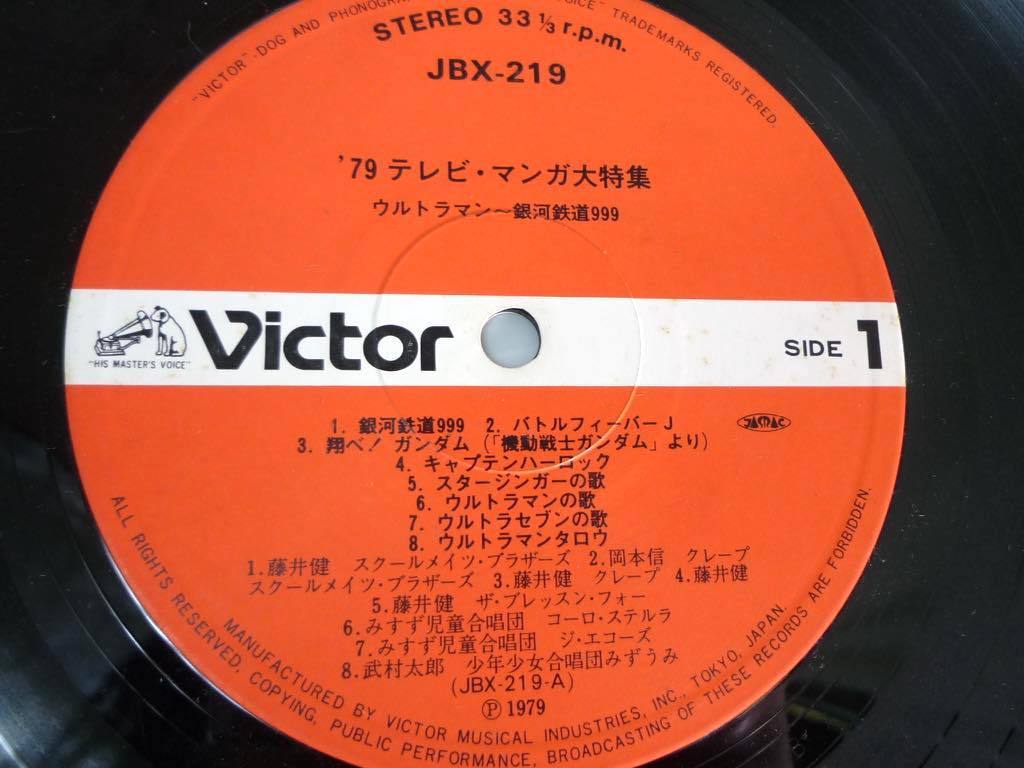 "VICTOR"-DOG AND PHONOGRA VOICE" TRADEMARKS REGISTERED.
STEREO 33 ⅓ r.p.m.
JBX-219
'79 テレビ・マンガ大特集
ウルトラマン～銀河鉄道999
"HIS MASTER'S VOICE"
Victor
SIDE 1
1. 銀河鉄道999 2. バトルフィーバーJ
JASRAC
3. 翔べ! ガンダム (「機動戦士ガンダム」より)
4. キャプテンハーロック
5. スタージンガーの歌
6. ウルトラマンの歌
7. ウルトラセブンの歌
8. ウルトラマンタロウ
1.藤井健 スクールメイツ・ブラザーズ 2.岡本信 クレープ
スクールメイツ・ブラザーズ 3.藤井健 クレープ 4.藤井健
5.藤井健 ザ・ブレッスン・フォー
6.みすず児童合唱団 コーロ・ステルラ
7.みすず児童合唱団 ジ・エコーズ
8.武村太郎 少年少女合唱団みずうみ
(JBX-219-A)
Ⓟ1979
MANUFACTURED BY VICTOR MUSICAL INDUSTRIES, INC., TOKYO, JAPAN.
ALL RIGHTS RESERVED. COPYING, PUBLIC PERFORMANCE, BROADCASTING OF THESE RECORDS ARE FORBIDDEN.